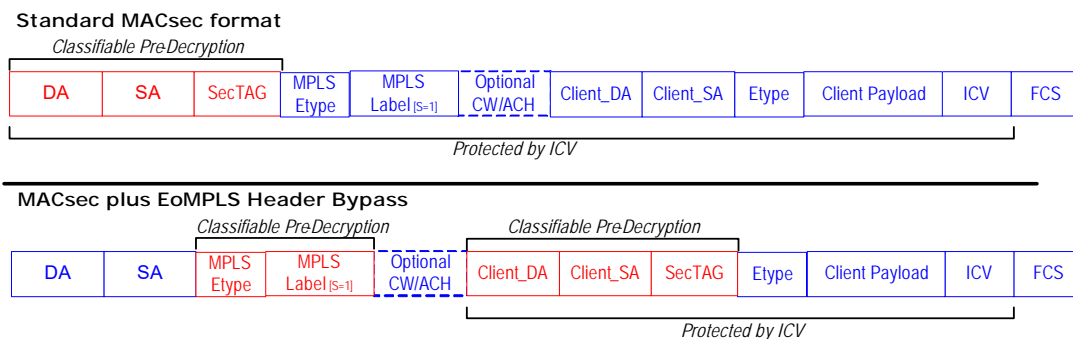 Standard MACsec format
Classifiable Pre-Decryption
DA SA SecTAG MPLS Etype MPLS Label [S=1] Optional CW/ACH Client_DA Client_SA Etype Client Payload ICV FCS
Protected by ICV
MACsec plus EoMPLS Header Bypass
Classifiable Pre-Decryption Classifiable Pre-Decryption
DA SA MPLS Etype MPLS Label [S=1] Optional CW/ACH Client_DA Client_SA SecTAG Etype Client Payload ICV FCS
Protected by ICV